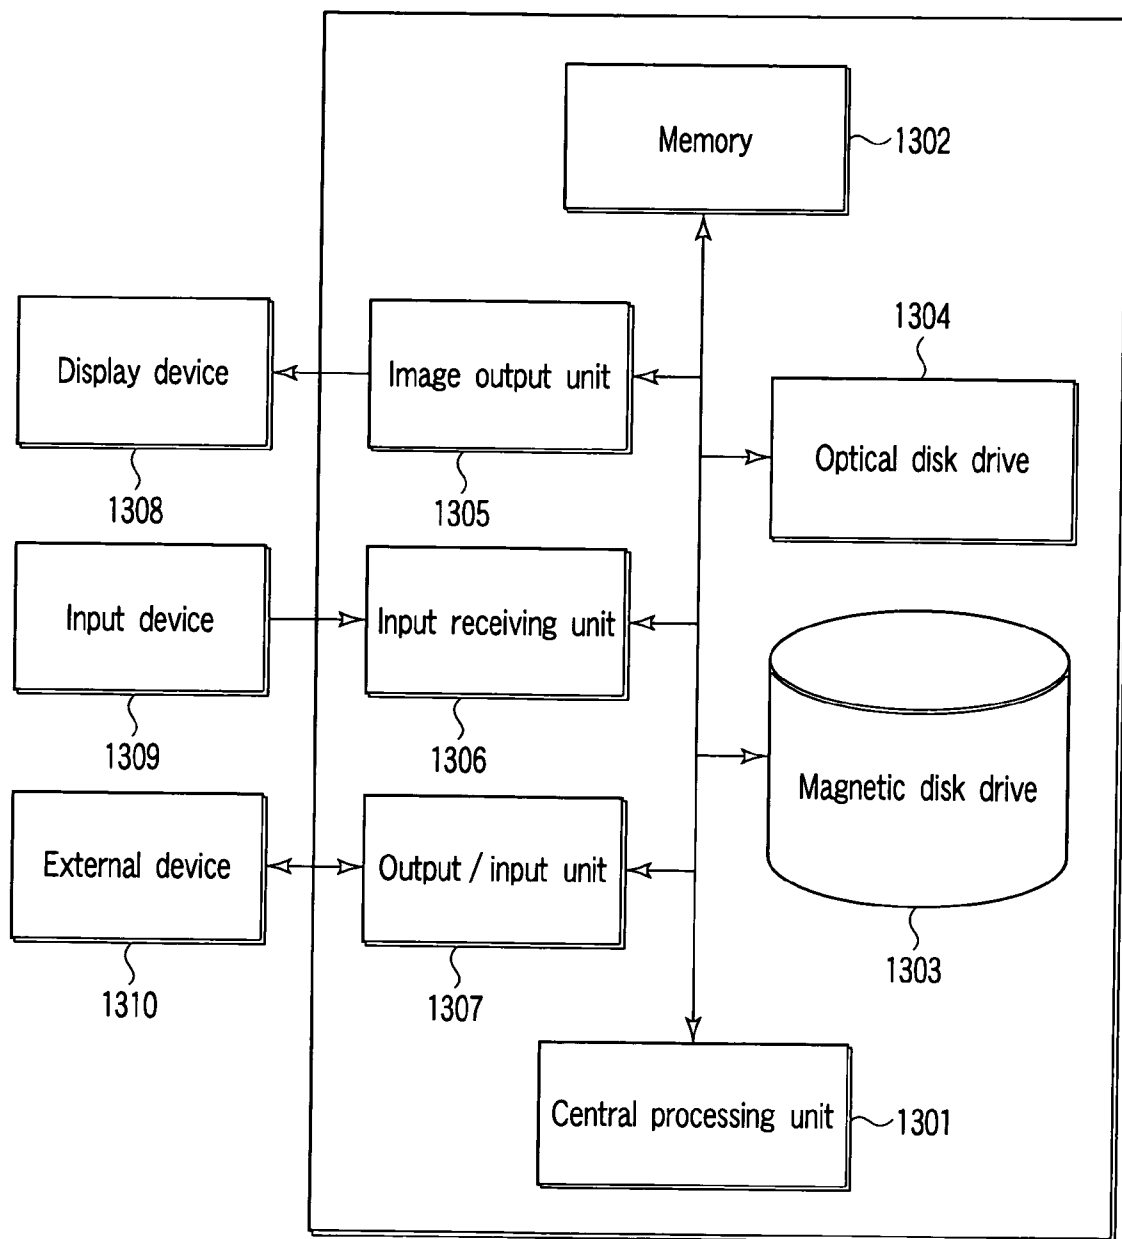 Memory
1302
1304
Display device
Image output unit
Optical disk drive
1308
1305
Input device
Input receiving unit
1309
1306
Magnetic disk drive
External device
Output / input unit
1303
1310
1307
Central processing unit
1301